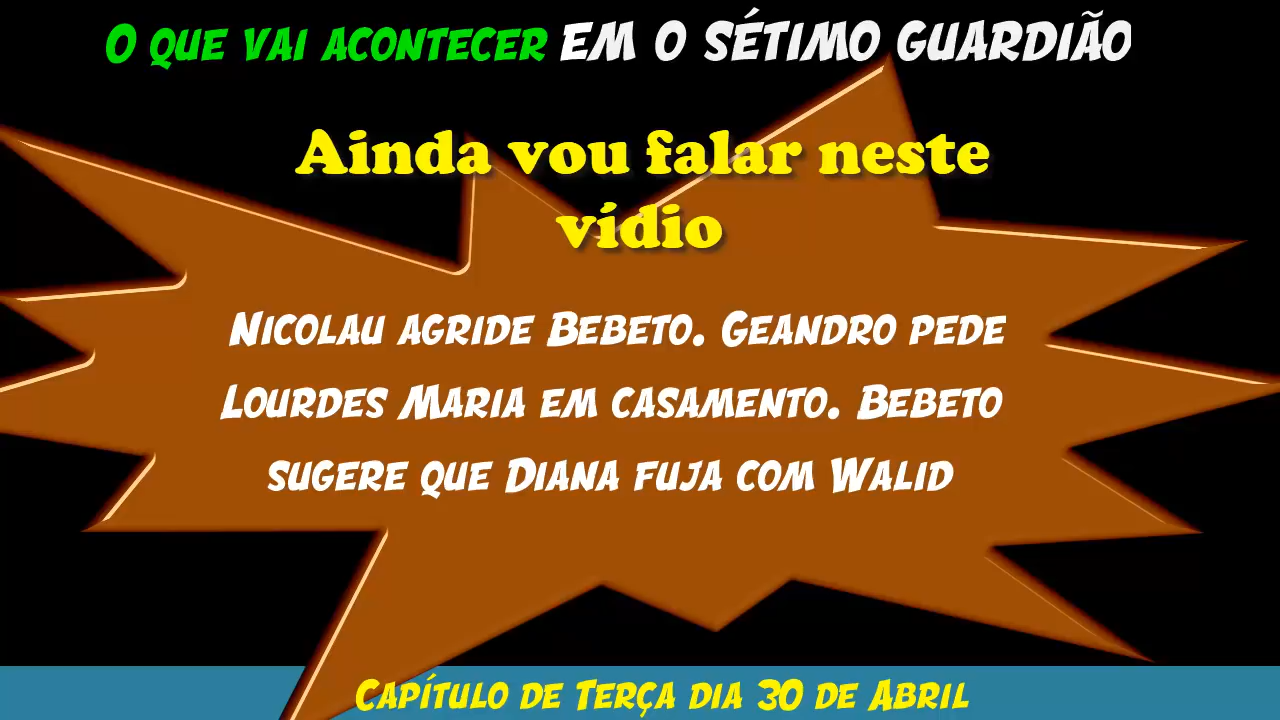 O que vai acontecer em O Sétimo Guardião
Ainda vou falar neste
vídio
Nicolau agride Bebeto. Geandro pede
Lourdes Maria em casamento. Bebeto
sugere que Diana fuja com Walid
Capítulo de Terça dia 30 de Abril